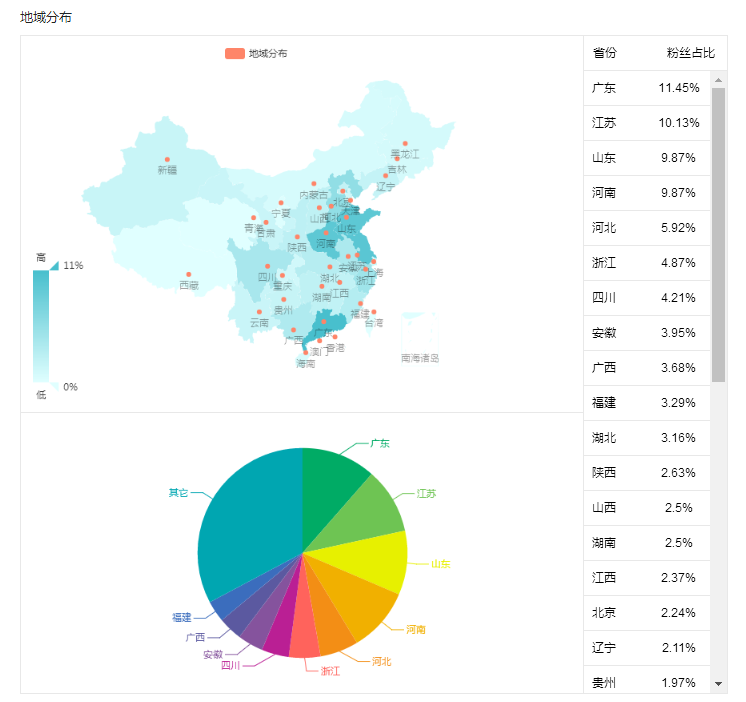 地域分布
地域分布
黑龙江
吉林
新疆
辽宁
内蒙古
北京
天津
宁夏
山西
河北
青海
甘肃
山东
陕西
河南
安徽
江苏
上海
四川
重庆
湖北
浙江
西藏
湖南
江西
贵州
福建
云南
台湾
广西
广东
澳门
香港
海南
南海诸岛
高
11%
0%
低
广东
江苏
山东
河南
河北
浙江
四川
安徽
广西
福建
其它
省份 粉丝占比
广东 11.45%
江苏 10.13%
山东 9.87%
河南 9.87%
河北 5.92%
浙江 4.87%
四川 4.21%
安徽 3.95%
广西 3.68%
福建 3.29%
湖北 3.16%
陕西 2.63%
山西 2.5%
湖南 2.5%
江西 2.37%
北京 2.24%
辽宁 2.11%
贵州 1.97%